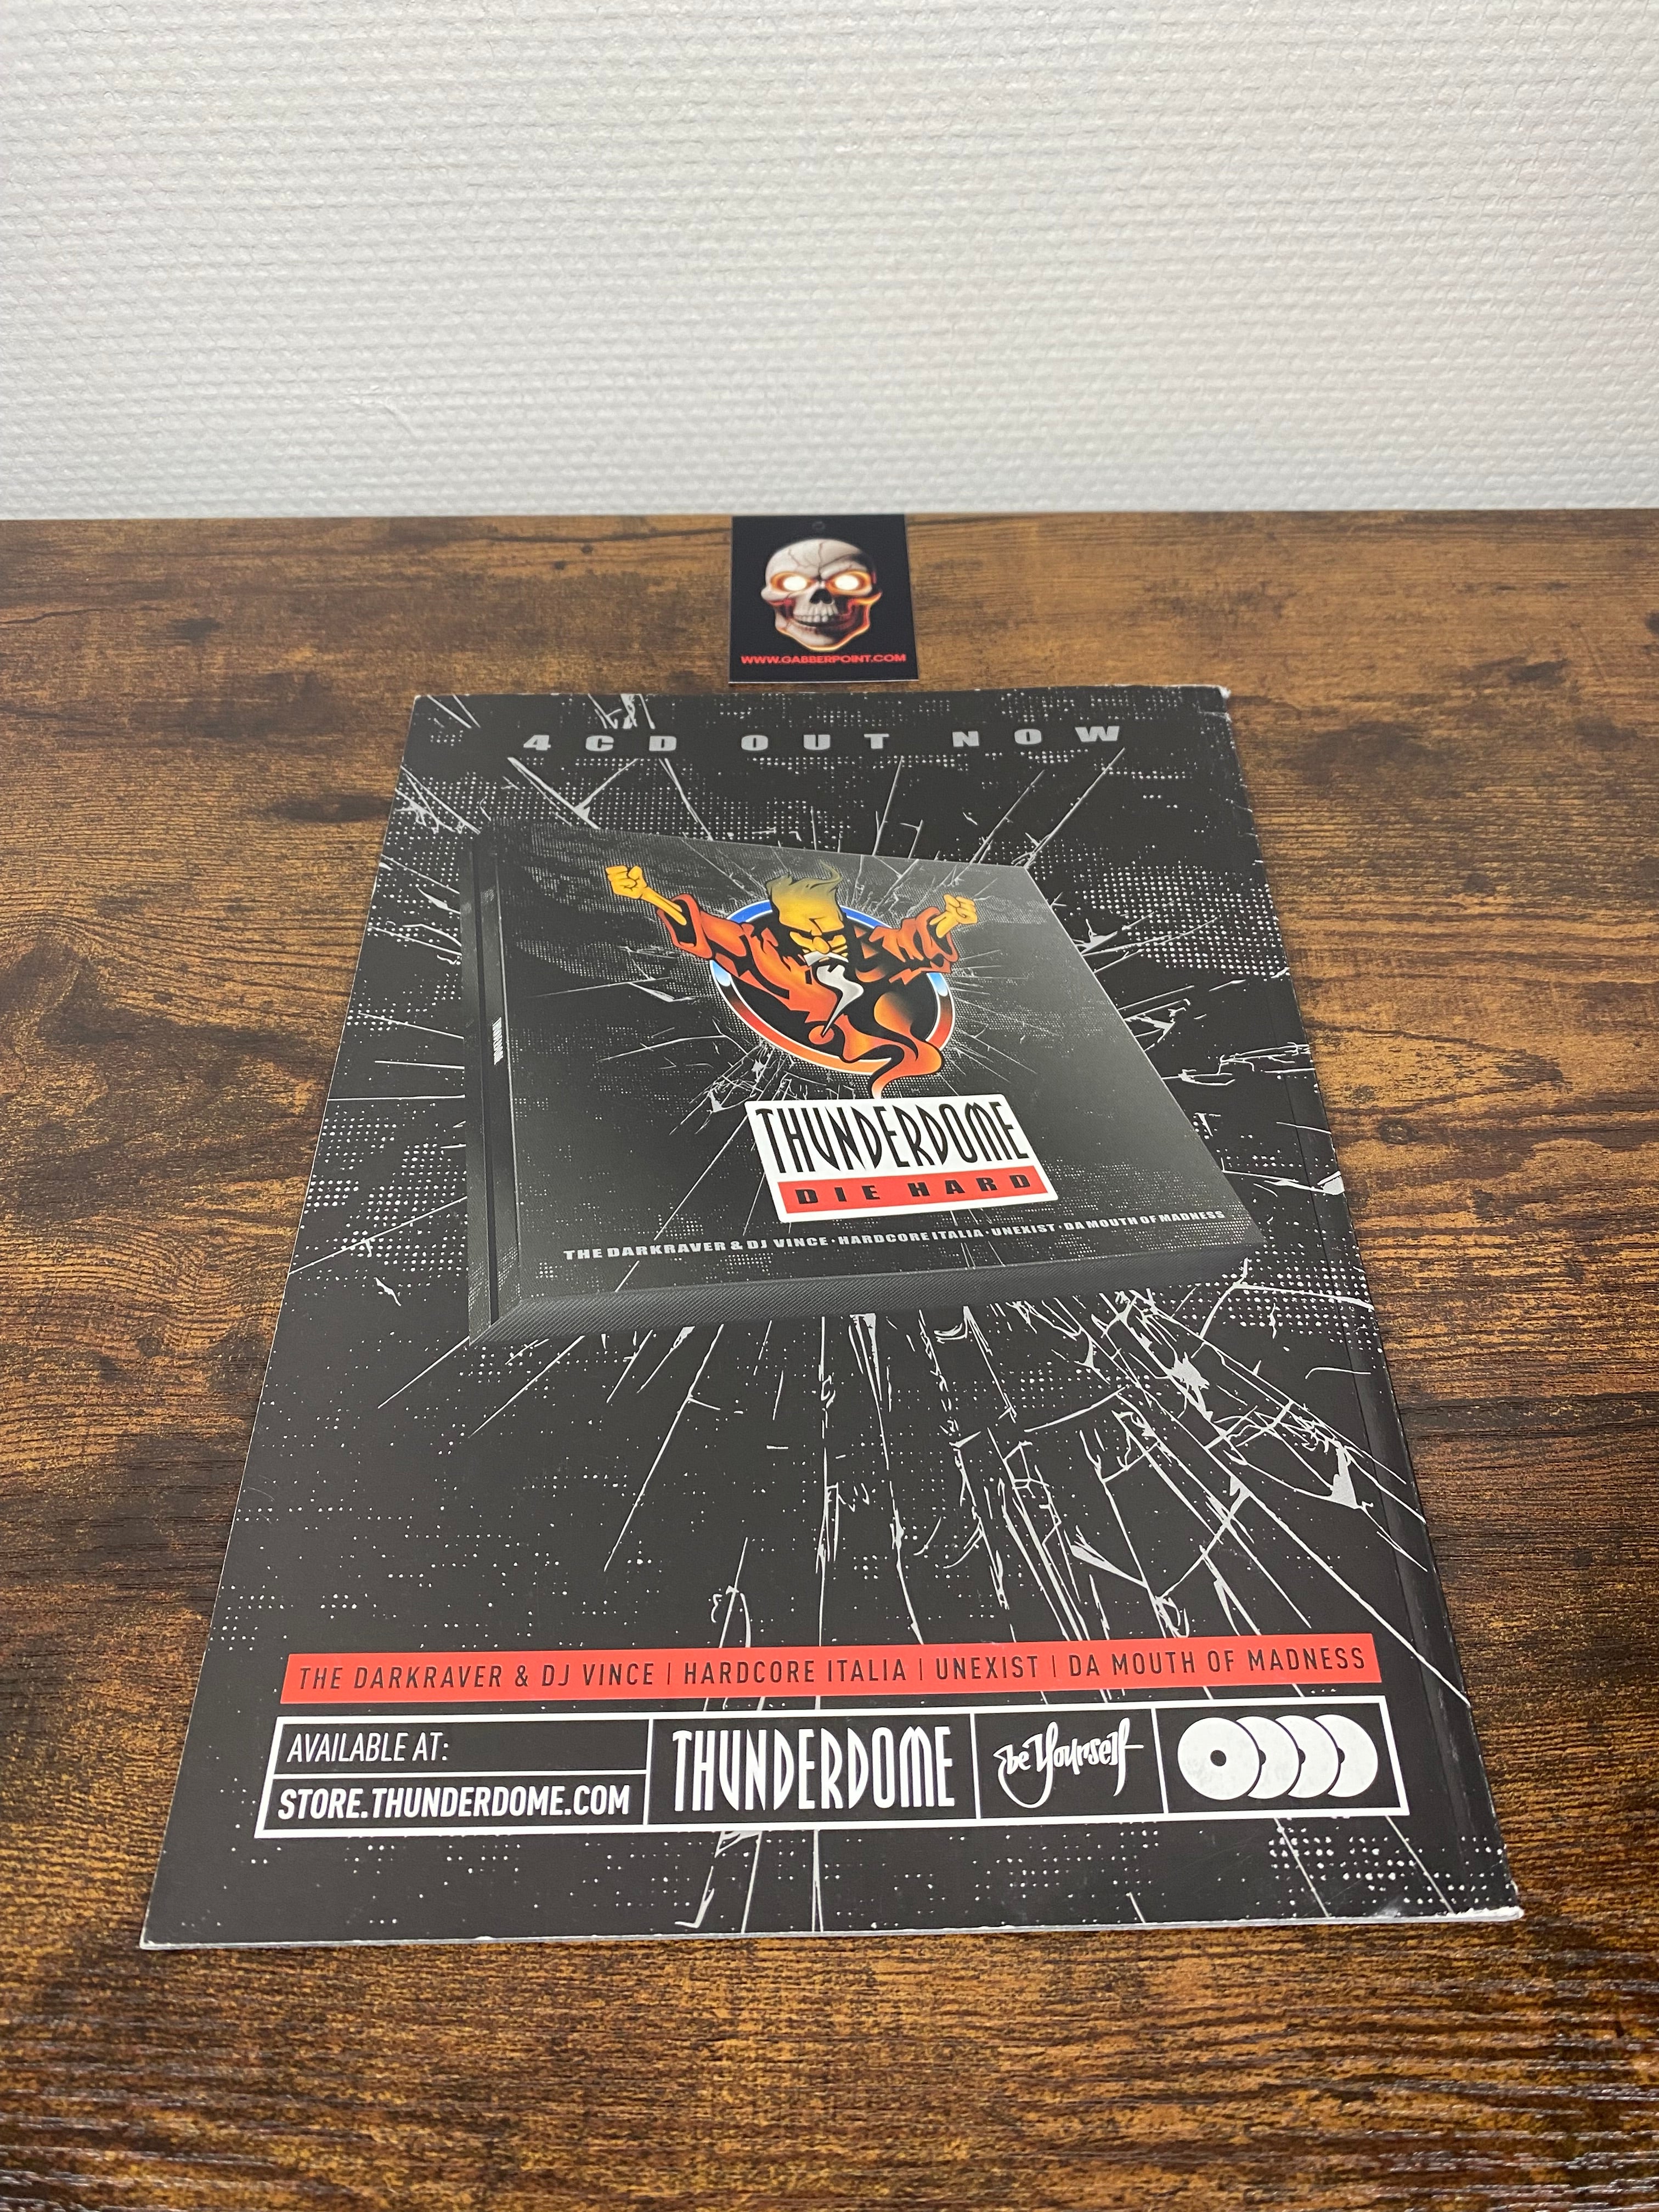 WWW.GABBERPOINT.COM
4CD OUT NOW
THUNDERDOME
DIE HARD
THE DARKRAVER & DJ VINCE · HARDCORE ITALIA · UNEXIST · DA MOUTH OF MADNESS
THE DARKRAVER & DJ VINCE | HARDCORE ITALIA | UNEXIST | DA MOUTH OF MADNESS
AVAILABLE AT:
STORE.THUNDERDOME.COM
THUNDERDOME
be Yourself